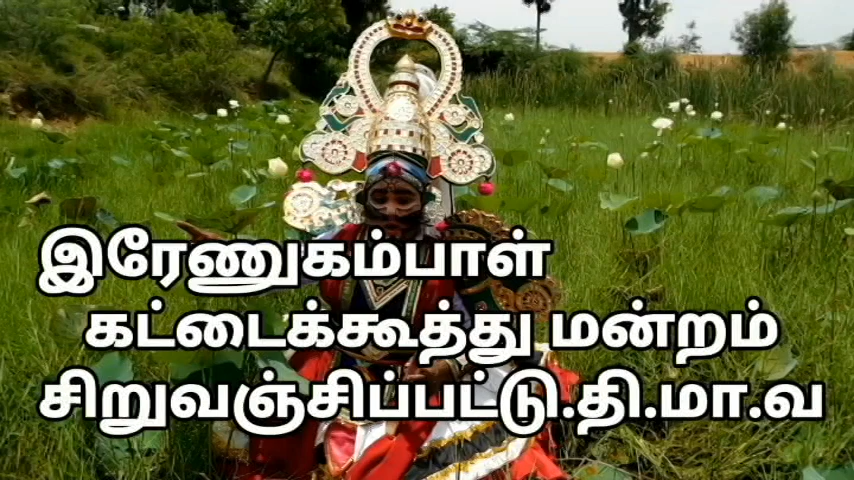 இரேணுகம்பாள்
கட்டைக்கூத்து மன்றம்
சிறுவஞ்சிப்பட்டு.தி.மா.வ